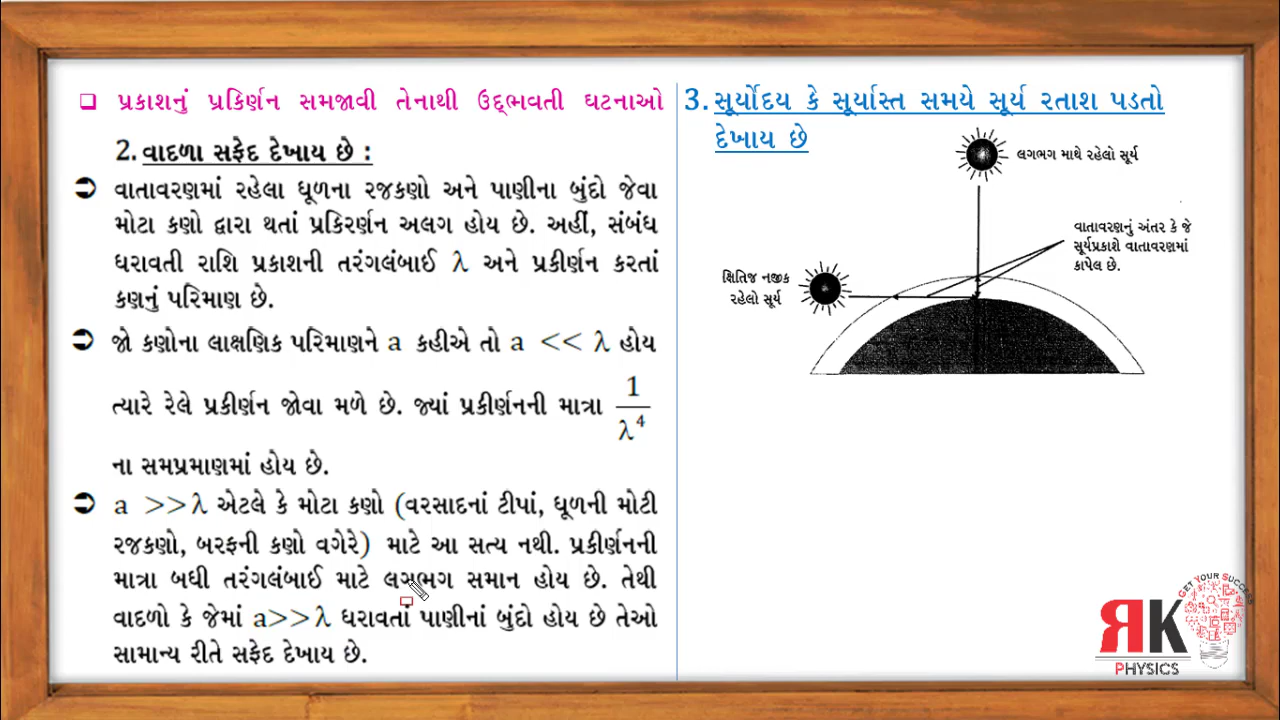 ❑ પ્રકાશનું પ્રકિર્ણન સમજાવી તેનાથી ઉદ્ભવતી ઘટનાઓ
2. વાદળા સફેદ દેખાય છે :
➲ વાતાવરણમાં રહેલા ધૂળના રજકણો અને પાણીના બુંદો જેવા
મોટા કણો દ્વારા થતાં પ્રકિરર્ણન અલગ હોય છે. અહીં, સંબંધ
ધરાવતી રાશિ પ્રકાશની તરંગલંબાઈ λ અને પ્રકીર્ણન કરતાં
કણનું પરિમાણ છે.
➲ જો કણોના લાક્ષણિક પરિમાણને a કહીએ તો a << λ હોય
ત્યારે રેલે પ્રકીર્ણન જોવા મળે છે. જ્યાં પ્રકીર્ણનની માત્રા 1/λ⁴
ના સમપ્રમાણમાં હોય છે.
➲ a >>λ એટલે કે મોટા કણો (વરસાદનાં ટીપાં, ધૂળની મોટી
રજકણો, બરફની કણો વગેરે) માટે આ સત્ય નથી. પ્રકીર્ણનની
માત્રા બધી તરંગલંબાઈ માટે લગભગ સમાન હોય છે. તેથી
વાદળો કે જેમાં a>>λ ધરાવતાં પાણીનાં બુંદો હોય છે તેઓ
સામાન્ય રીતે સફેદ દેખાય છે.
3. સૂર્યોદય કે સૂર્યાસ્ત સમયે સૂર્ય રતાશ પડતો
દેખાય છે
લગભગ માથે રહેલો સૂર્ય
વાતાવરણનું અંતર કે જે
સૂર્યપ્રકાશે વાતાવરણમાં
કાપેલ છે.
ક્ષિતિજ નજીક
રહેલો સૂર્ય
GET YOUR SUCCESS
RK
PHYSICS